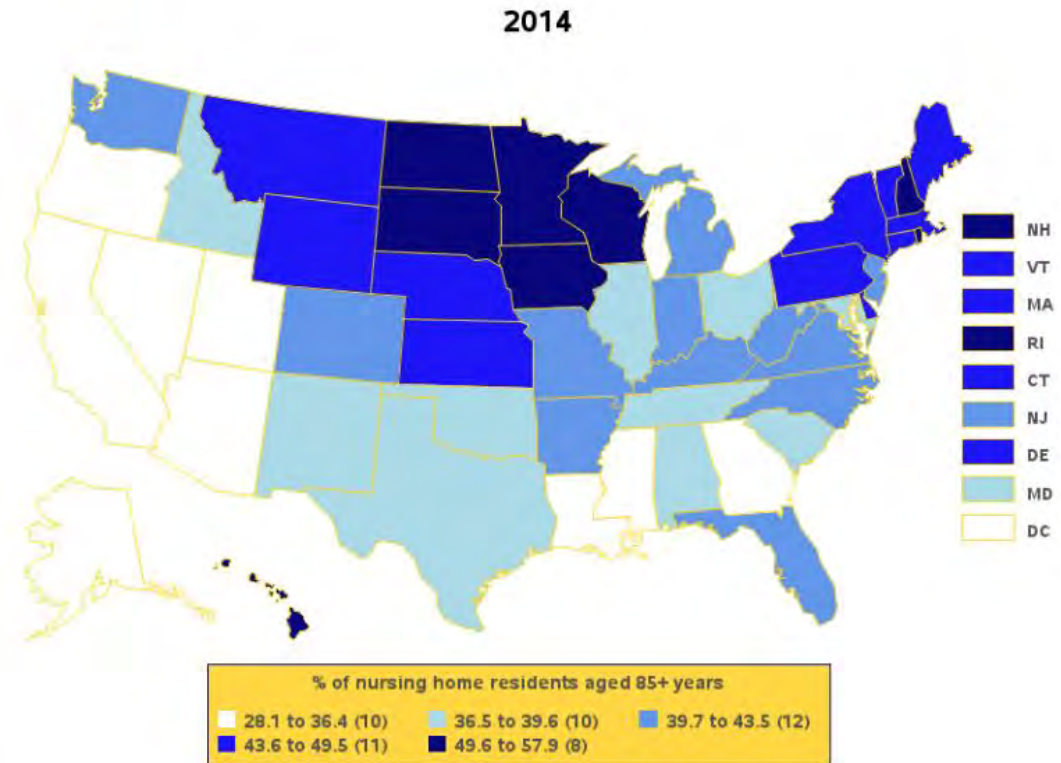 2014
NH
VT
MA
RI
CT
NJ
DE
MD
DC
% of nursing home residents aged 85+ years
28.1 to 36.4 (10) 36.5 to 39.6 (10) 39.7 to 43.5 (12)
43.6 to 49.5 (11) 49.6 to 57.9 (8)